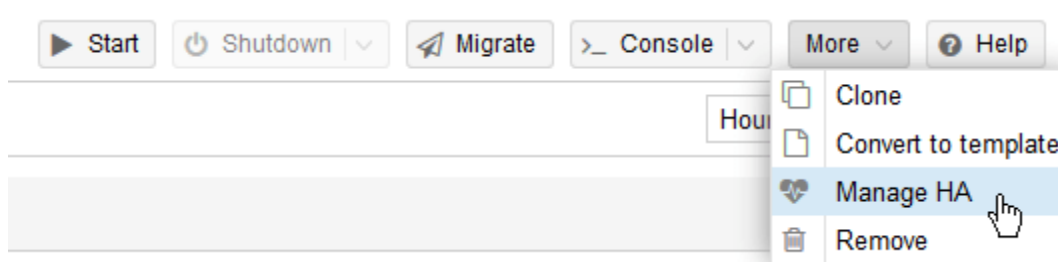 Start Shutdown Migrate >_ Console More Help
Clone
Convert to template
Manage HA
Remove